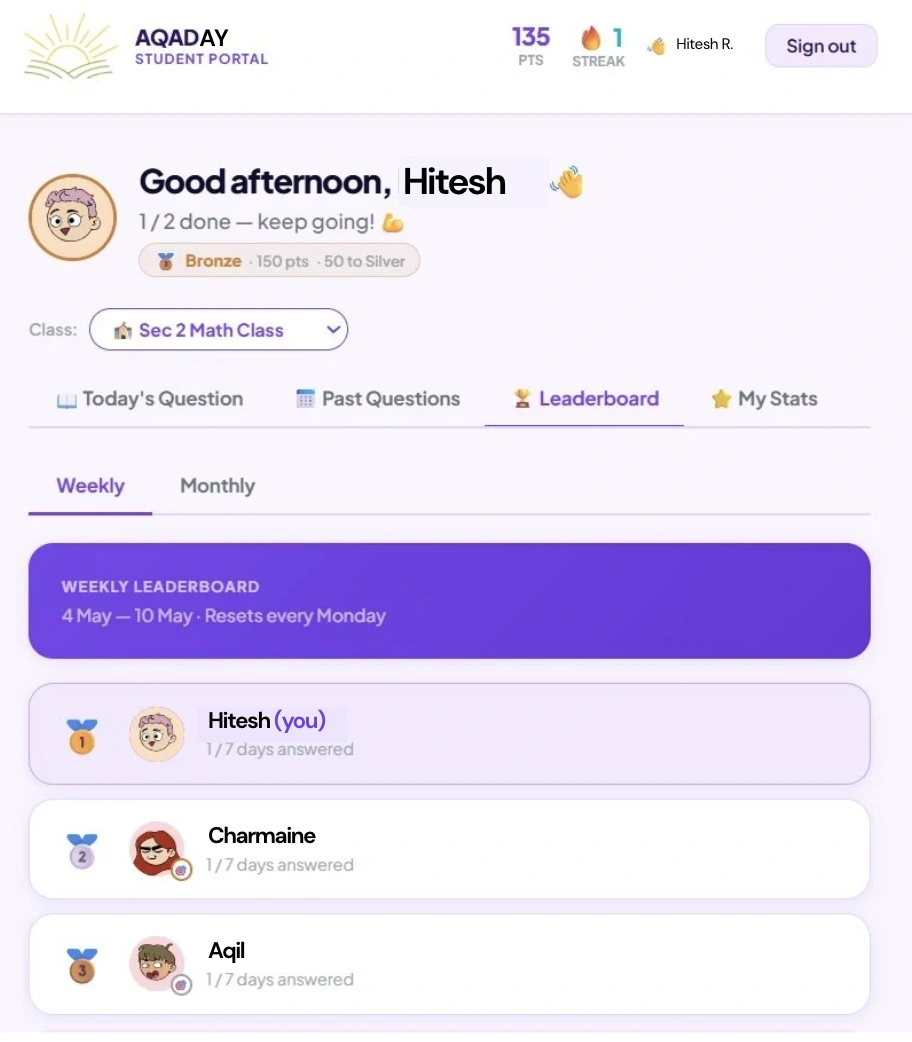 AQADAY
STUDENT PORTAL
135
PTS
1
STREAK
Hitesh R.
Sign out
Good afternoon, Hitesh
1 / 2 done — keep going!
Bronze · 150 pts · 50 to Silver
Class:
Sec 2 Math Class
Today's Question
Past Questions
Leaderboard
My Stats
Weekly
Monthly
WEEKLY LEADERBOARD
4 May — 10 May · Resets every Monday
1
Hitesh (you)
1 / 7 days answered
2
Charmaine
1 / 7 days answered
3
Aqil
1 / 7 days answered